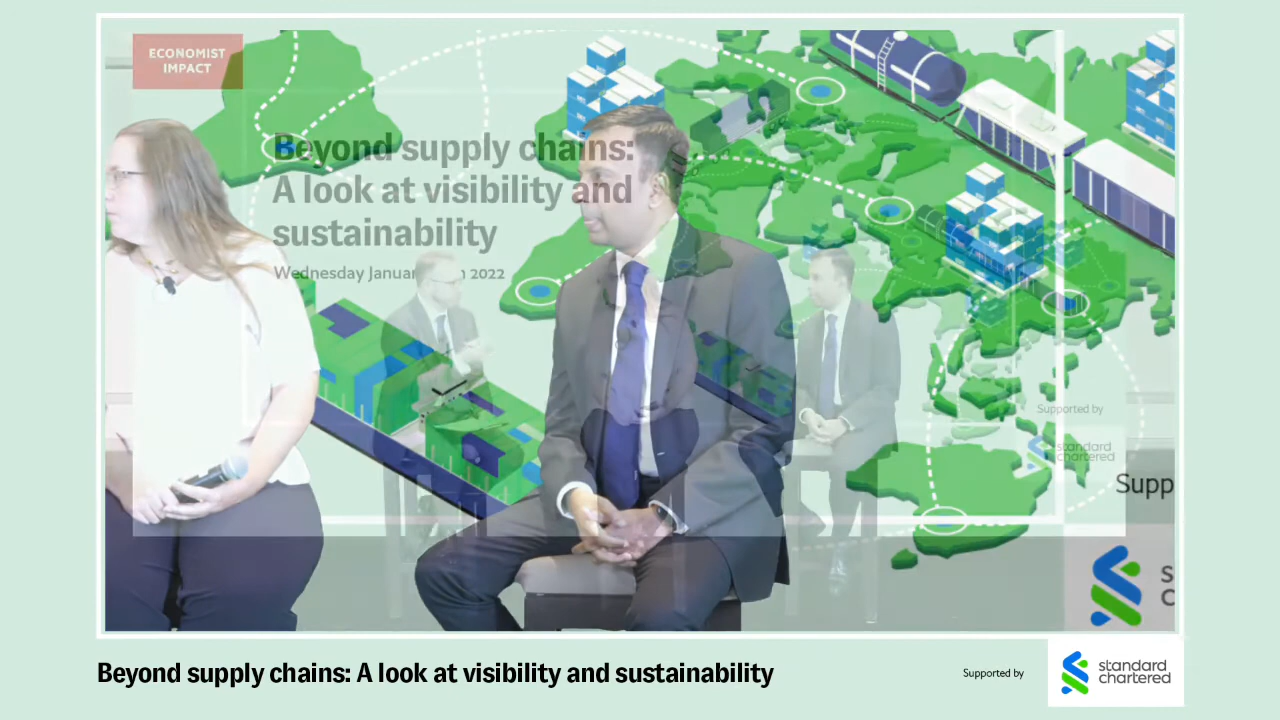 ECONOMIST
IMPACT
Beyond supply chains:
A look at visibility and
sustainability
Wednesday 2022
Supported by
standard
chartered
Supp
S
C
Beyond supply chains: A look at visibility and sustainability
Supported by
standard
chartered